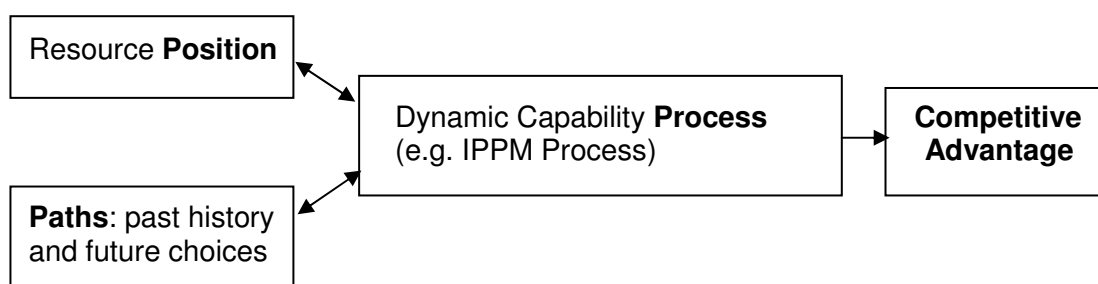 Resource Position
Paths: past history
and future choices
Dynamic Capability Process
(e.g. IPPM Process)
Competitive
Advantage